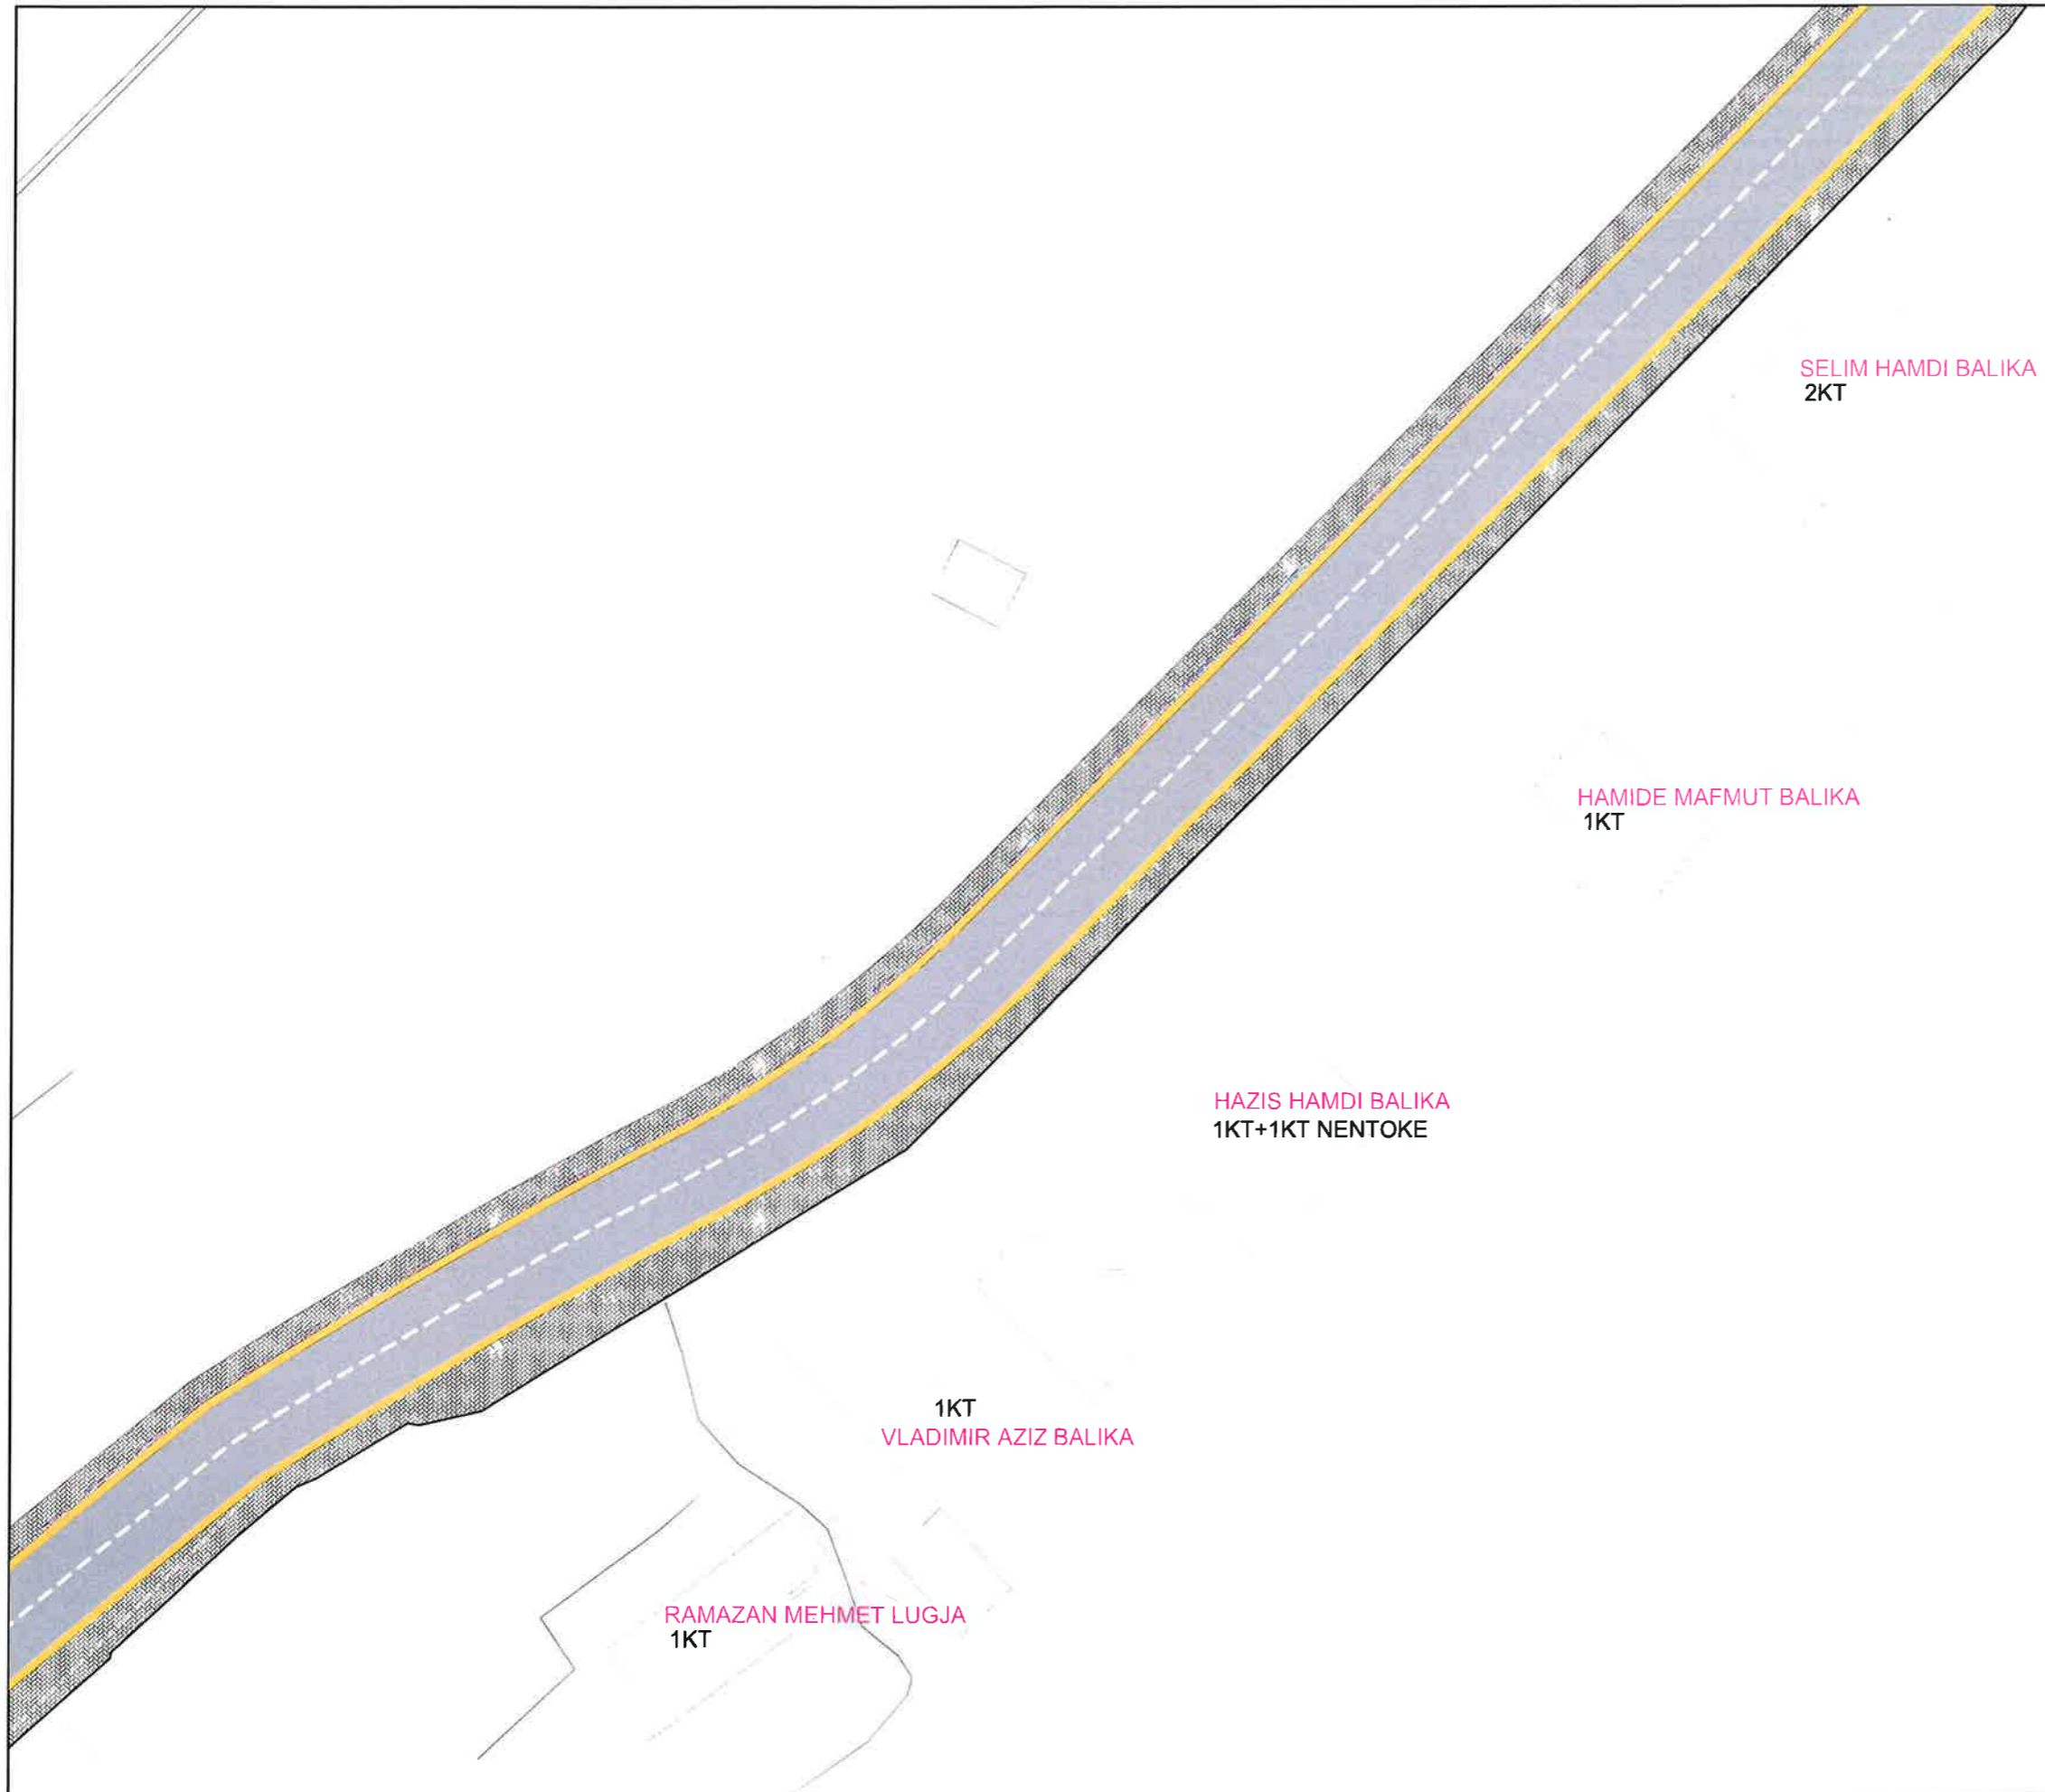 SELIM HAMDI BALIKA
2KT
HAMIDE MAFMUT BALIKA
1KT
HAZIS HAMDI BALIKA
1KT+1KT NENTOKE
1KT
VLADIMIR AZIZ BALIKA
RAMAZAN MEHMET LUGJA
1KT